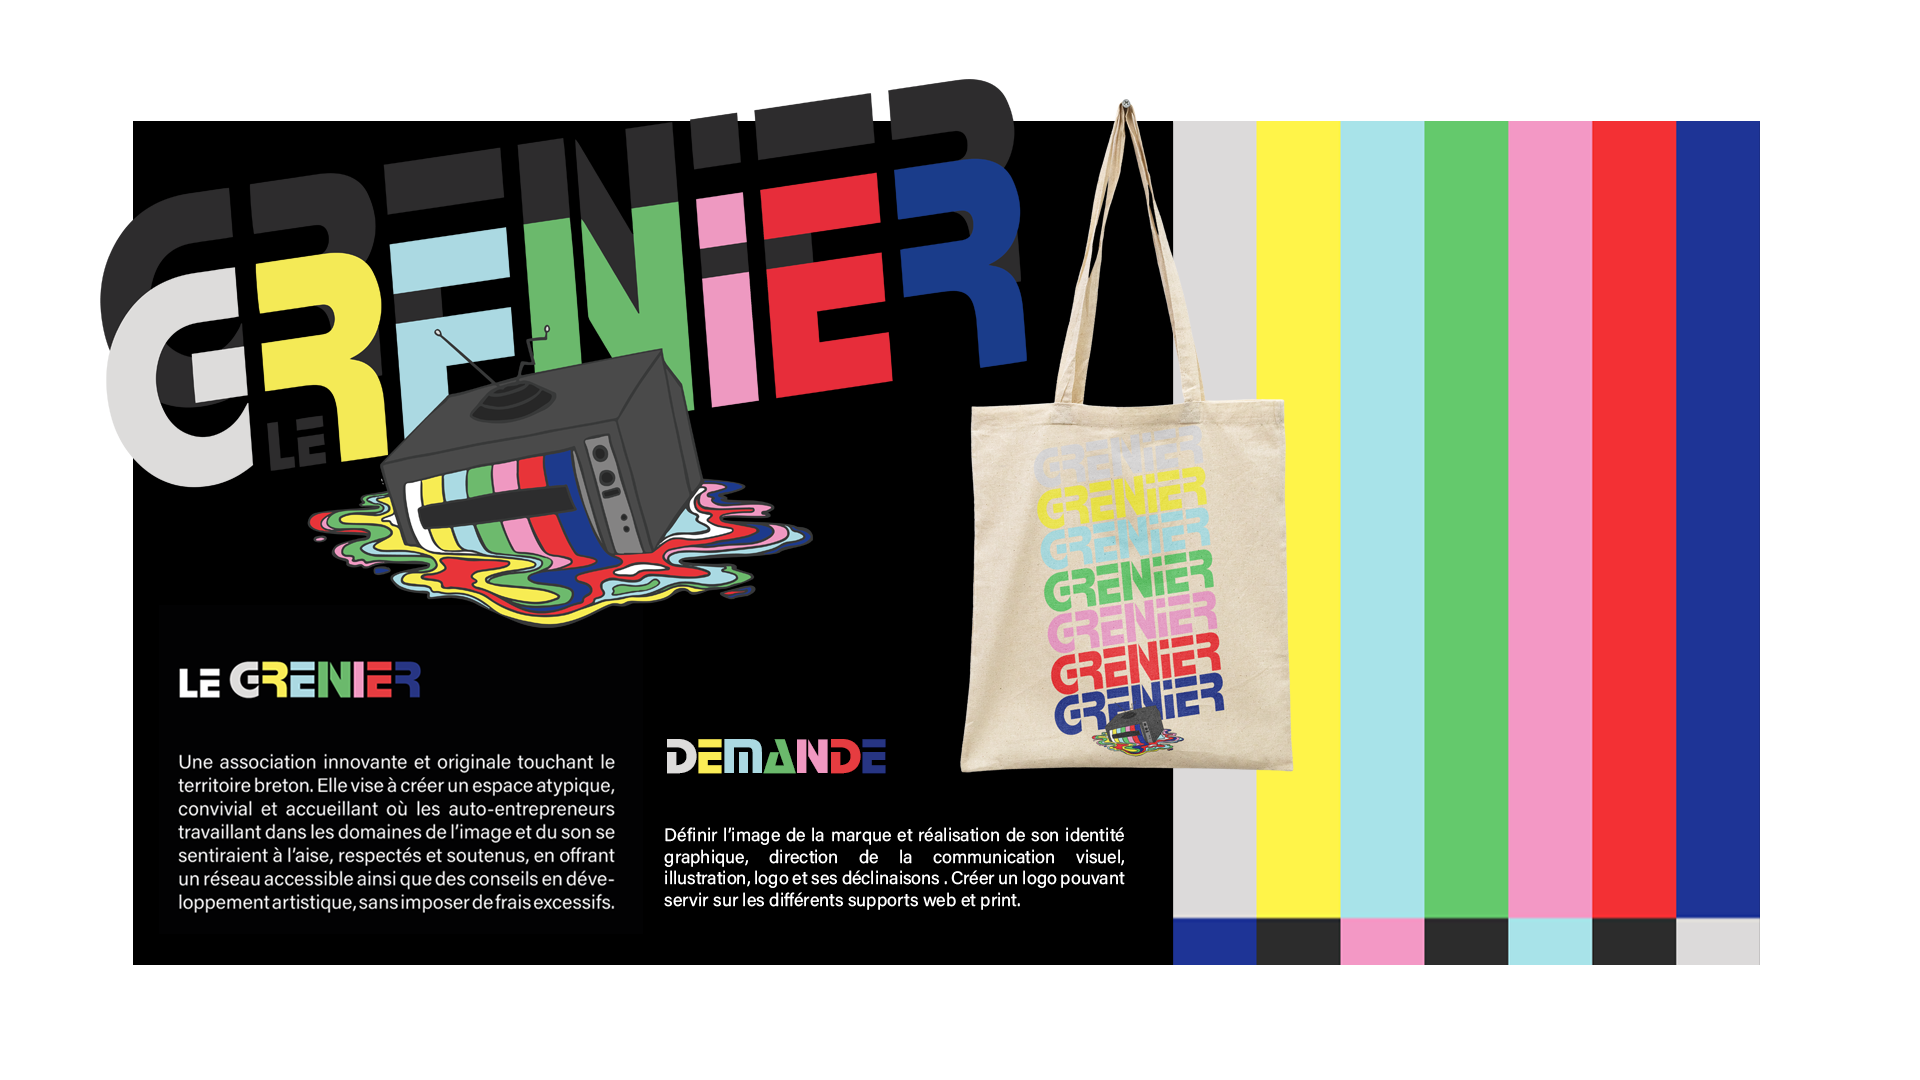 GRENiER
LE
GRENiER
GRENiER
GRENiER
GRENiER
GRENiER
GRENiER
GRENiER
LE GRENIER
Une association innovante et originale touchant le
territoire breton. Elle vise à créer un espace atypique,
convivial et accueillant où les auto-entrepreneurs
travaillant dans les domaines de l'image et du son se
sentiraient à l'aise, respectés et soutenus, en offrant
un réseau accessible ainsi que des conseils en déve-
loppement artistique, sans imposer de frais excessifs.
DEMANDE
Définir l'image de la marque et réalisation de son identité
graphique, direction de la communication visuel,
illustration, logo et ses déclinaisons . Créer un logo pouvant
servir sur les différents supports web et print.